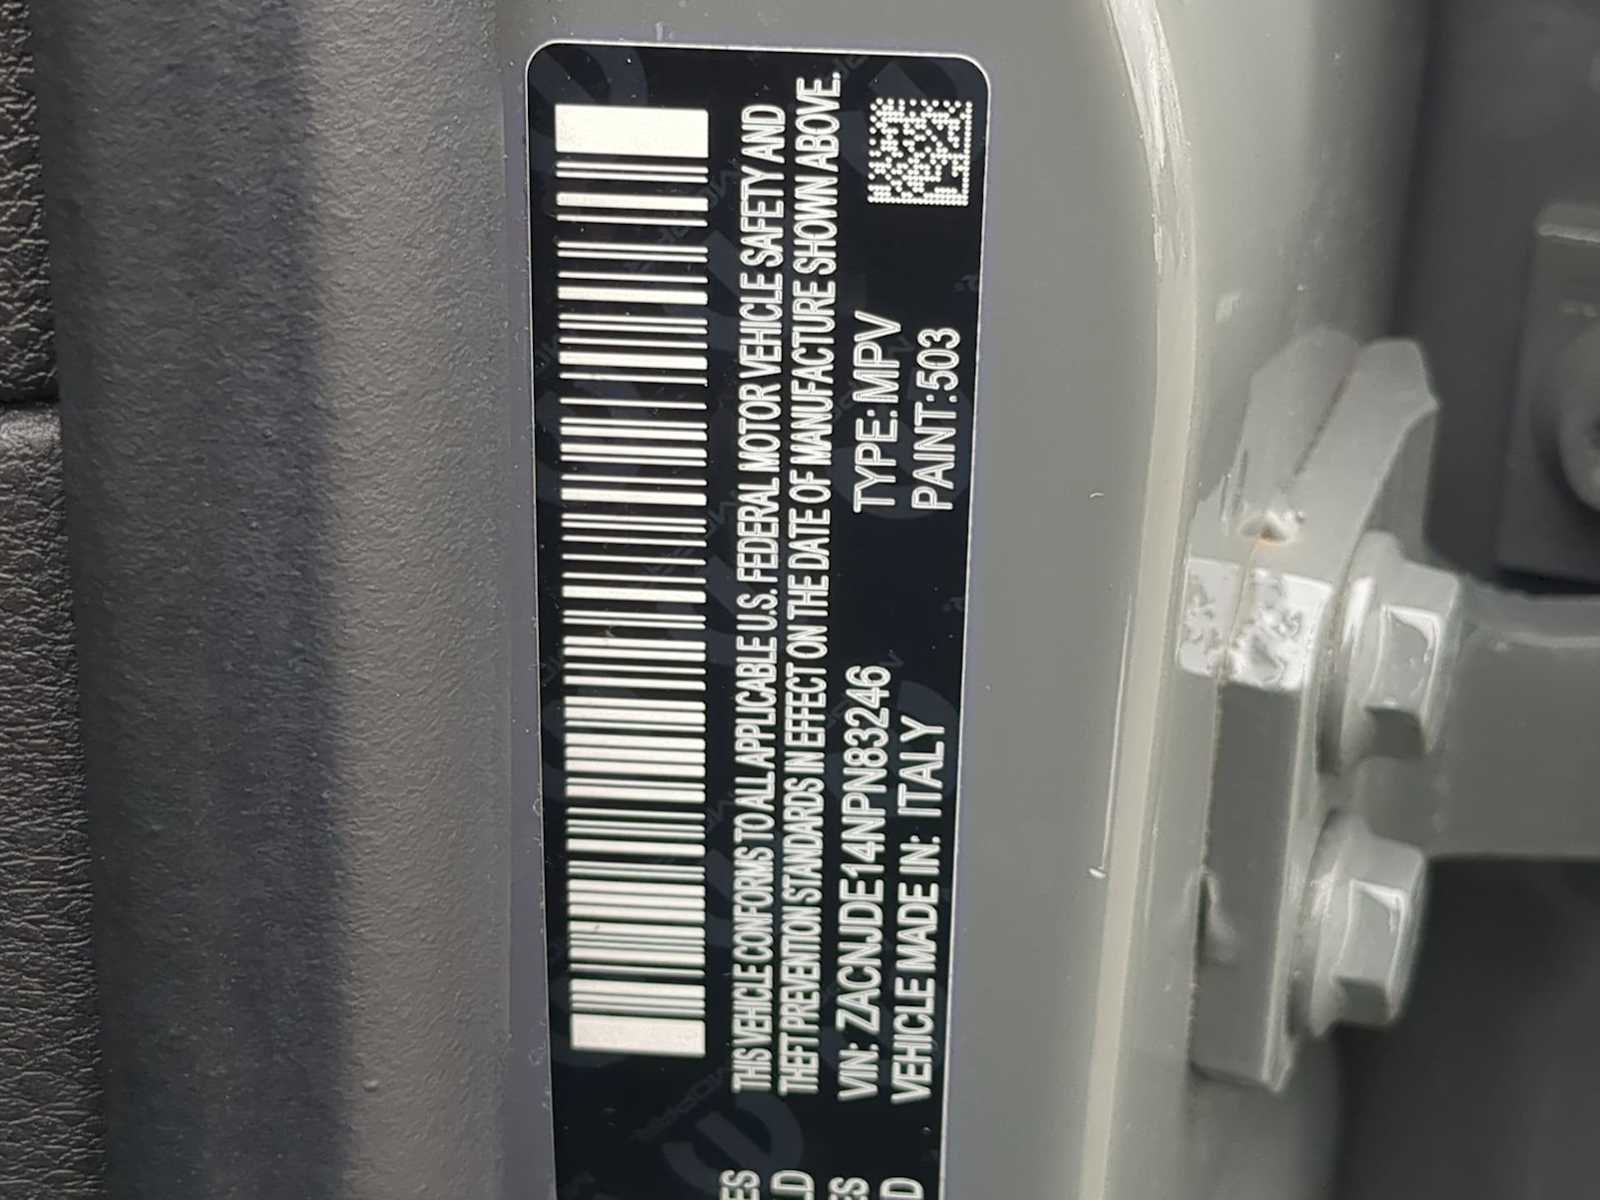 THIS VEHICLE CONFORMS TO ALL APPLICABLE U.S. FEDERAL MOTOR VEHICLE SAFETY AND
THEFT PREVENTION STANDARDS IN EFFECT ON THE DATE OF MANUFACTURE SHOWN ABOVE.
VIN: ZACNJDE14NPN83246 TYPE: MPV
VEHICLE MADE IN: ITALY PAINT:503